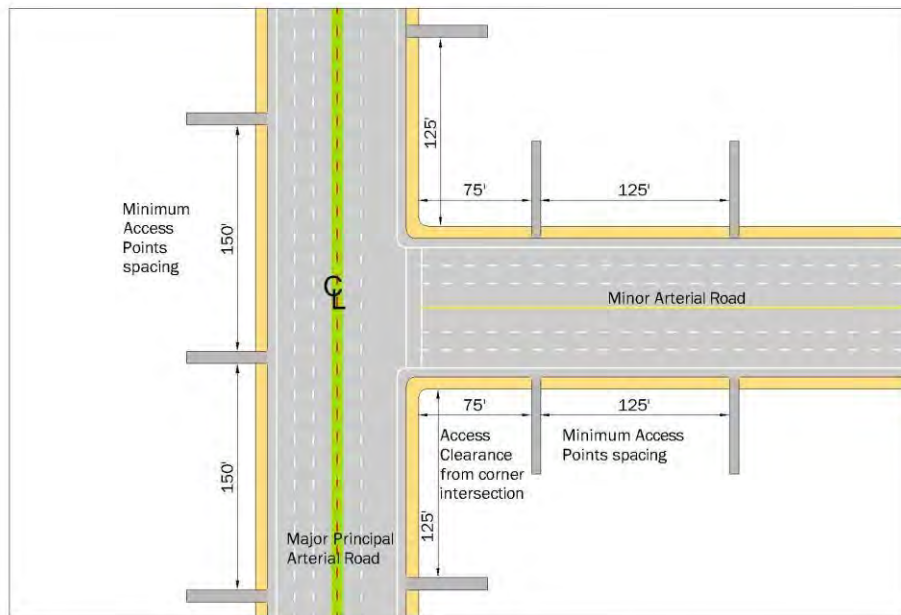 125'
75'
125'
Minimum
Access
Points
spacing
150'
CL
Minor Arterial Road
75'
125'
Access
Clearance
from corner
intersection
Minimum Access
Points spacing
150'
125'
Major Principal
Arterial Road